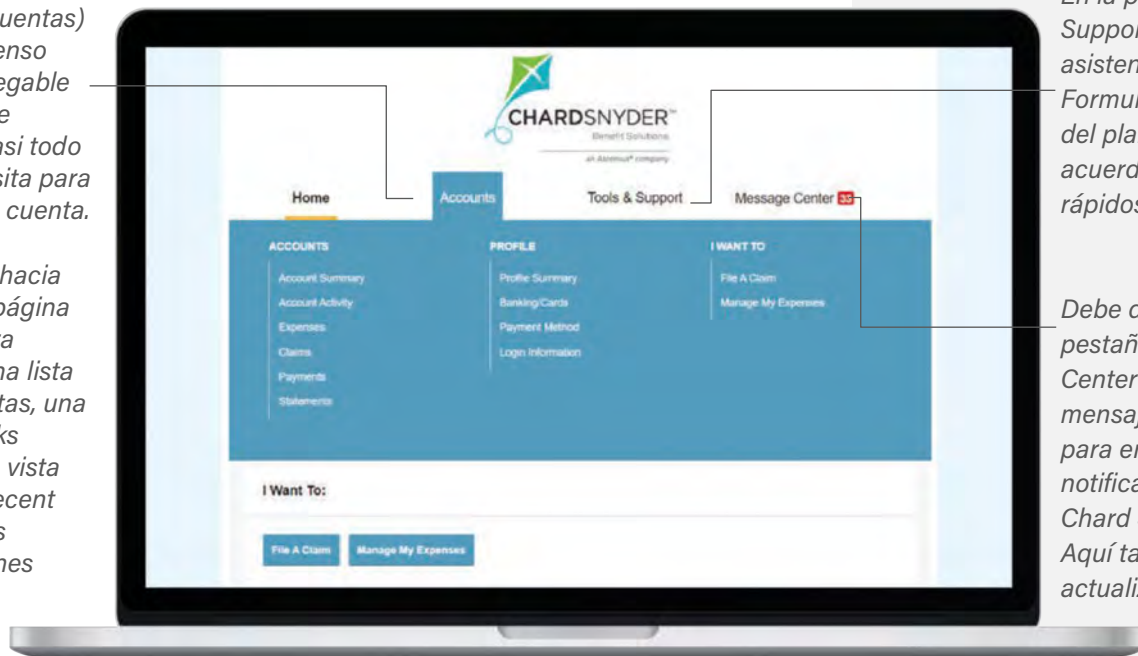 uentas)
enso
egable
e
asi todo
sita para
cuenta.
hacia
página
a
na lista
tas, una
ks
vista
ecent
s
nes
CHARDSNYDER™
Benefit Solutions
an Ascensus® company
Home
Accounts
Tools & Support
Message Center 35
ACCOUNTS
Account Summary
Account Activity
Expenses
Claims
Payments
Statements
PROFILE
Profile Summary
Banking/Cards
Payment Method
Login Information
I WANT TO
File A Claim
Manage My Expenses
I Want To:
File A Claim
Manage My Expenses
En la p
Suppor
asisten
Formul
del pla
acuerd
rápidos
Debe d
pestañ
Center
mensaj
para en
notifica
Chard
Aquí ta
actualiz